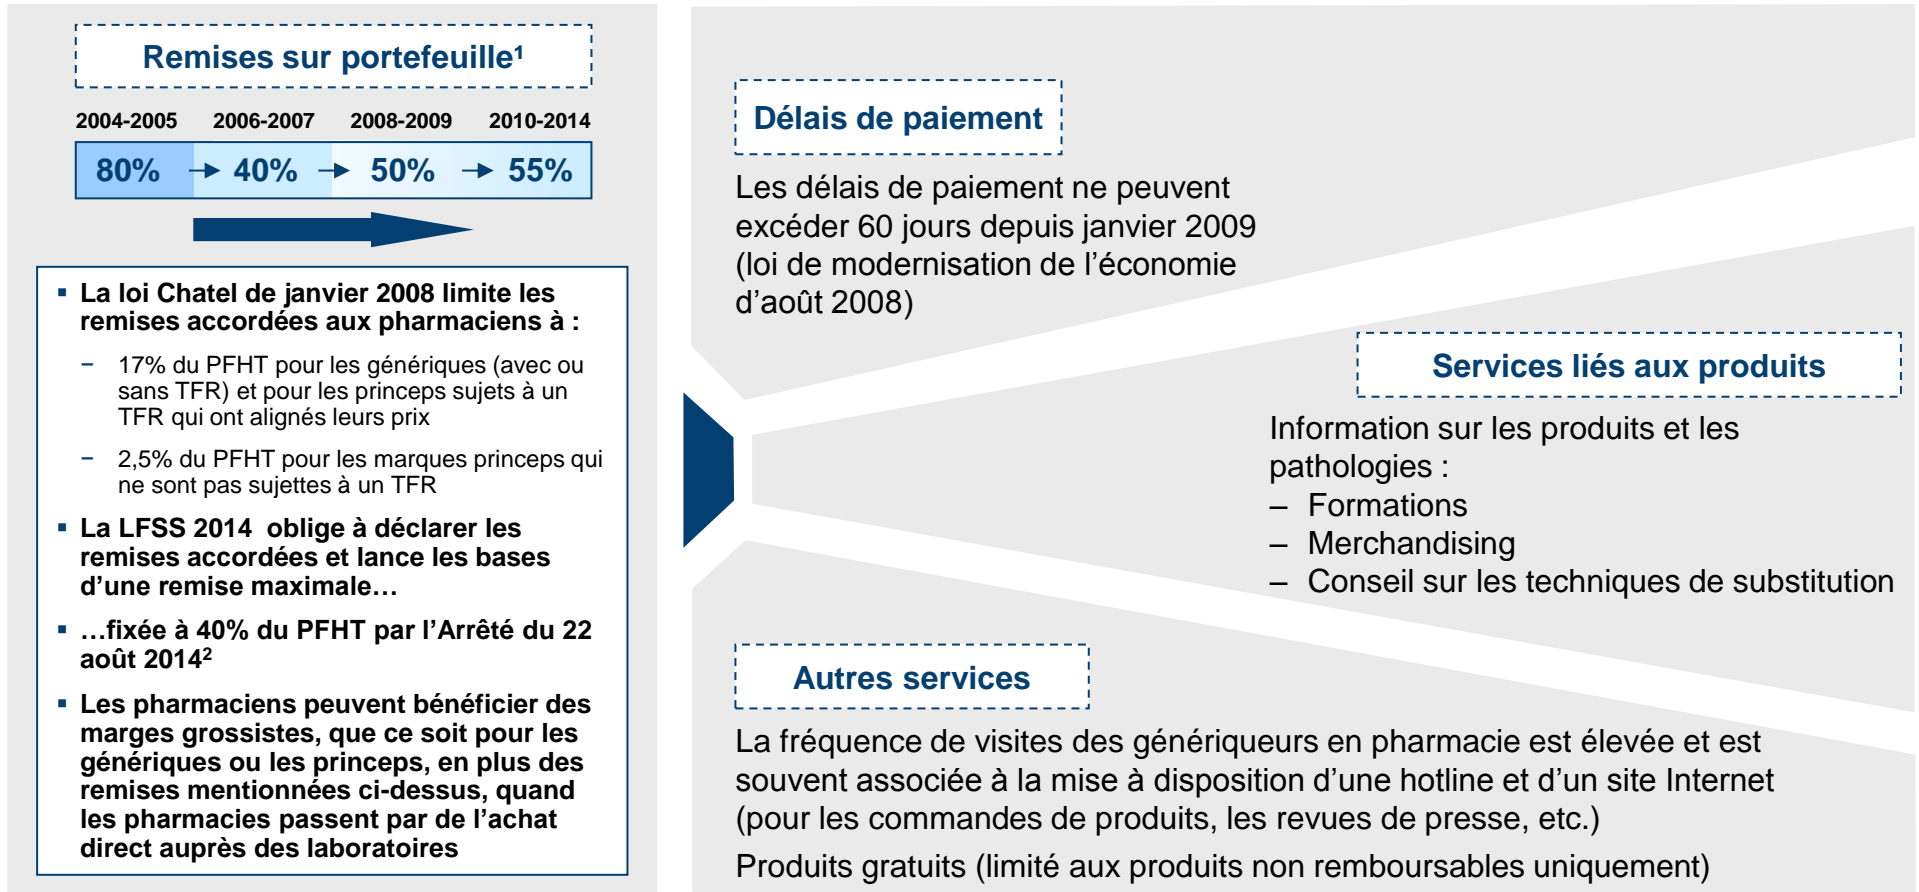 Remises sur portefeuille¹
2004-2005 2006-2007 2008-2009 2010-2014
80% → 40% → 50% → 55%
▪ La loi Chatel de janvier 2008 limite les
remises accordées aux pharmaciens à :
− 17% du PFHT pour les génériques (avec ou
sans TFR) et pour les princeps sujets à un
TFR qui ont alignés leurs prix
− 2,5% du PFHT pour les marques princeps qui
ne sont pas sujettes à un TFR
▪ La LFSS 2014 oblige à déclarer les
remises accordées et lance les bases
d’une remise maximale…
▪ …fixée à 40% du PFHT par l’Arrêté du 22
août 2014²
▪ Les pharmaciens peuvent bénéficier des
marges grossistes, que ce soit pour les
génériques ou les princeps, en plus des
remises mentionnées ci-dessus, quand
les pharmacies passent par de l’achat
direct auprès des laboratoires
Délais de paiement
Les délais de paiement ne peuvent
excéder 60 jours depuis janvier 2009
(loi de modernisation de l’économie
d’août 2008)
Services liés aux produits
Information sur les produits et les
pathologies :
– Formations
– Merchandising
– Conseil sur les techniques de substitution
Autres services
La fréquence de visites des génériqueurs en pharmacie est élevée et est
souvent associée à la mise à disposition d’une hotline et d’un site Internet
(pour les commandes de produits, les revues de presse, etc.)
Produits gratuits (limité aux produits non remboursables uniquement)